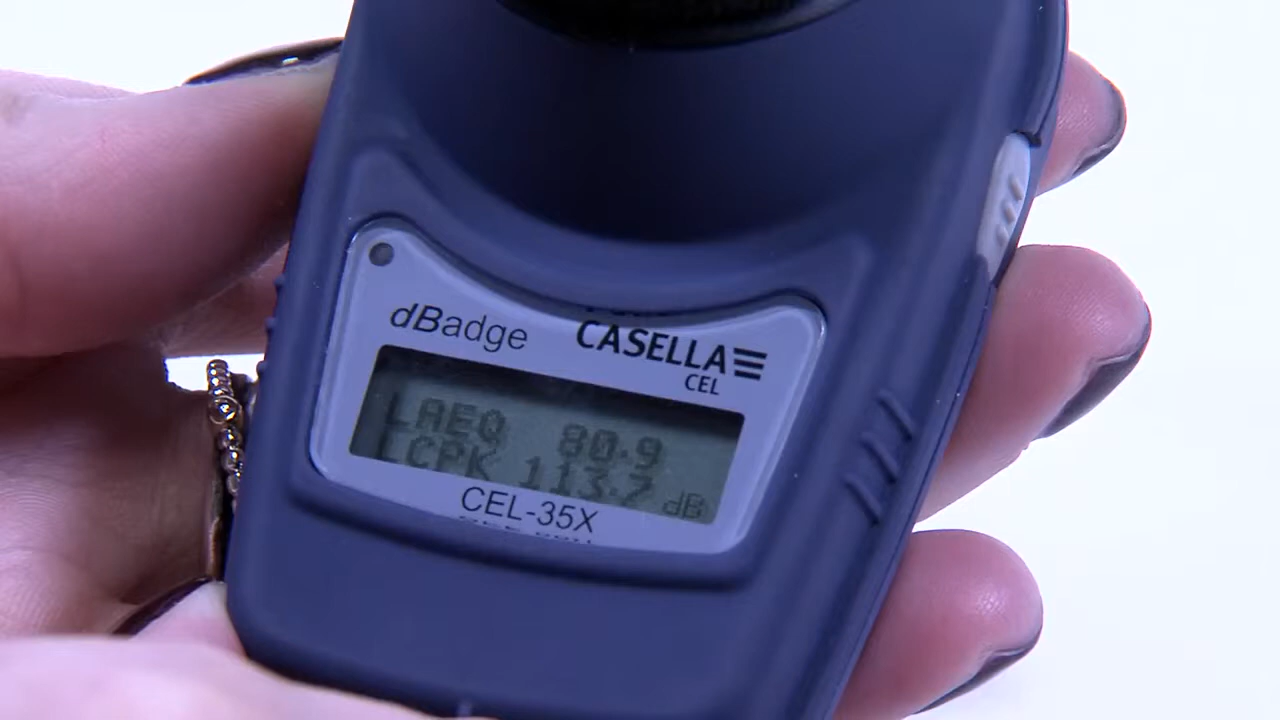 dBadge
CASELLA
CEL
LAEQ 80.9
LCPK 113.7 dB
CEL-35X